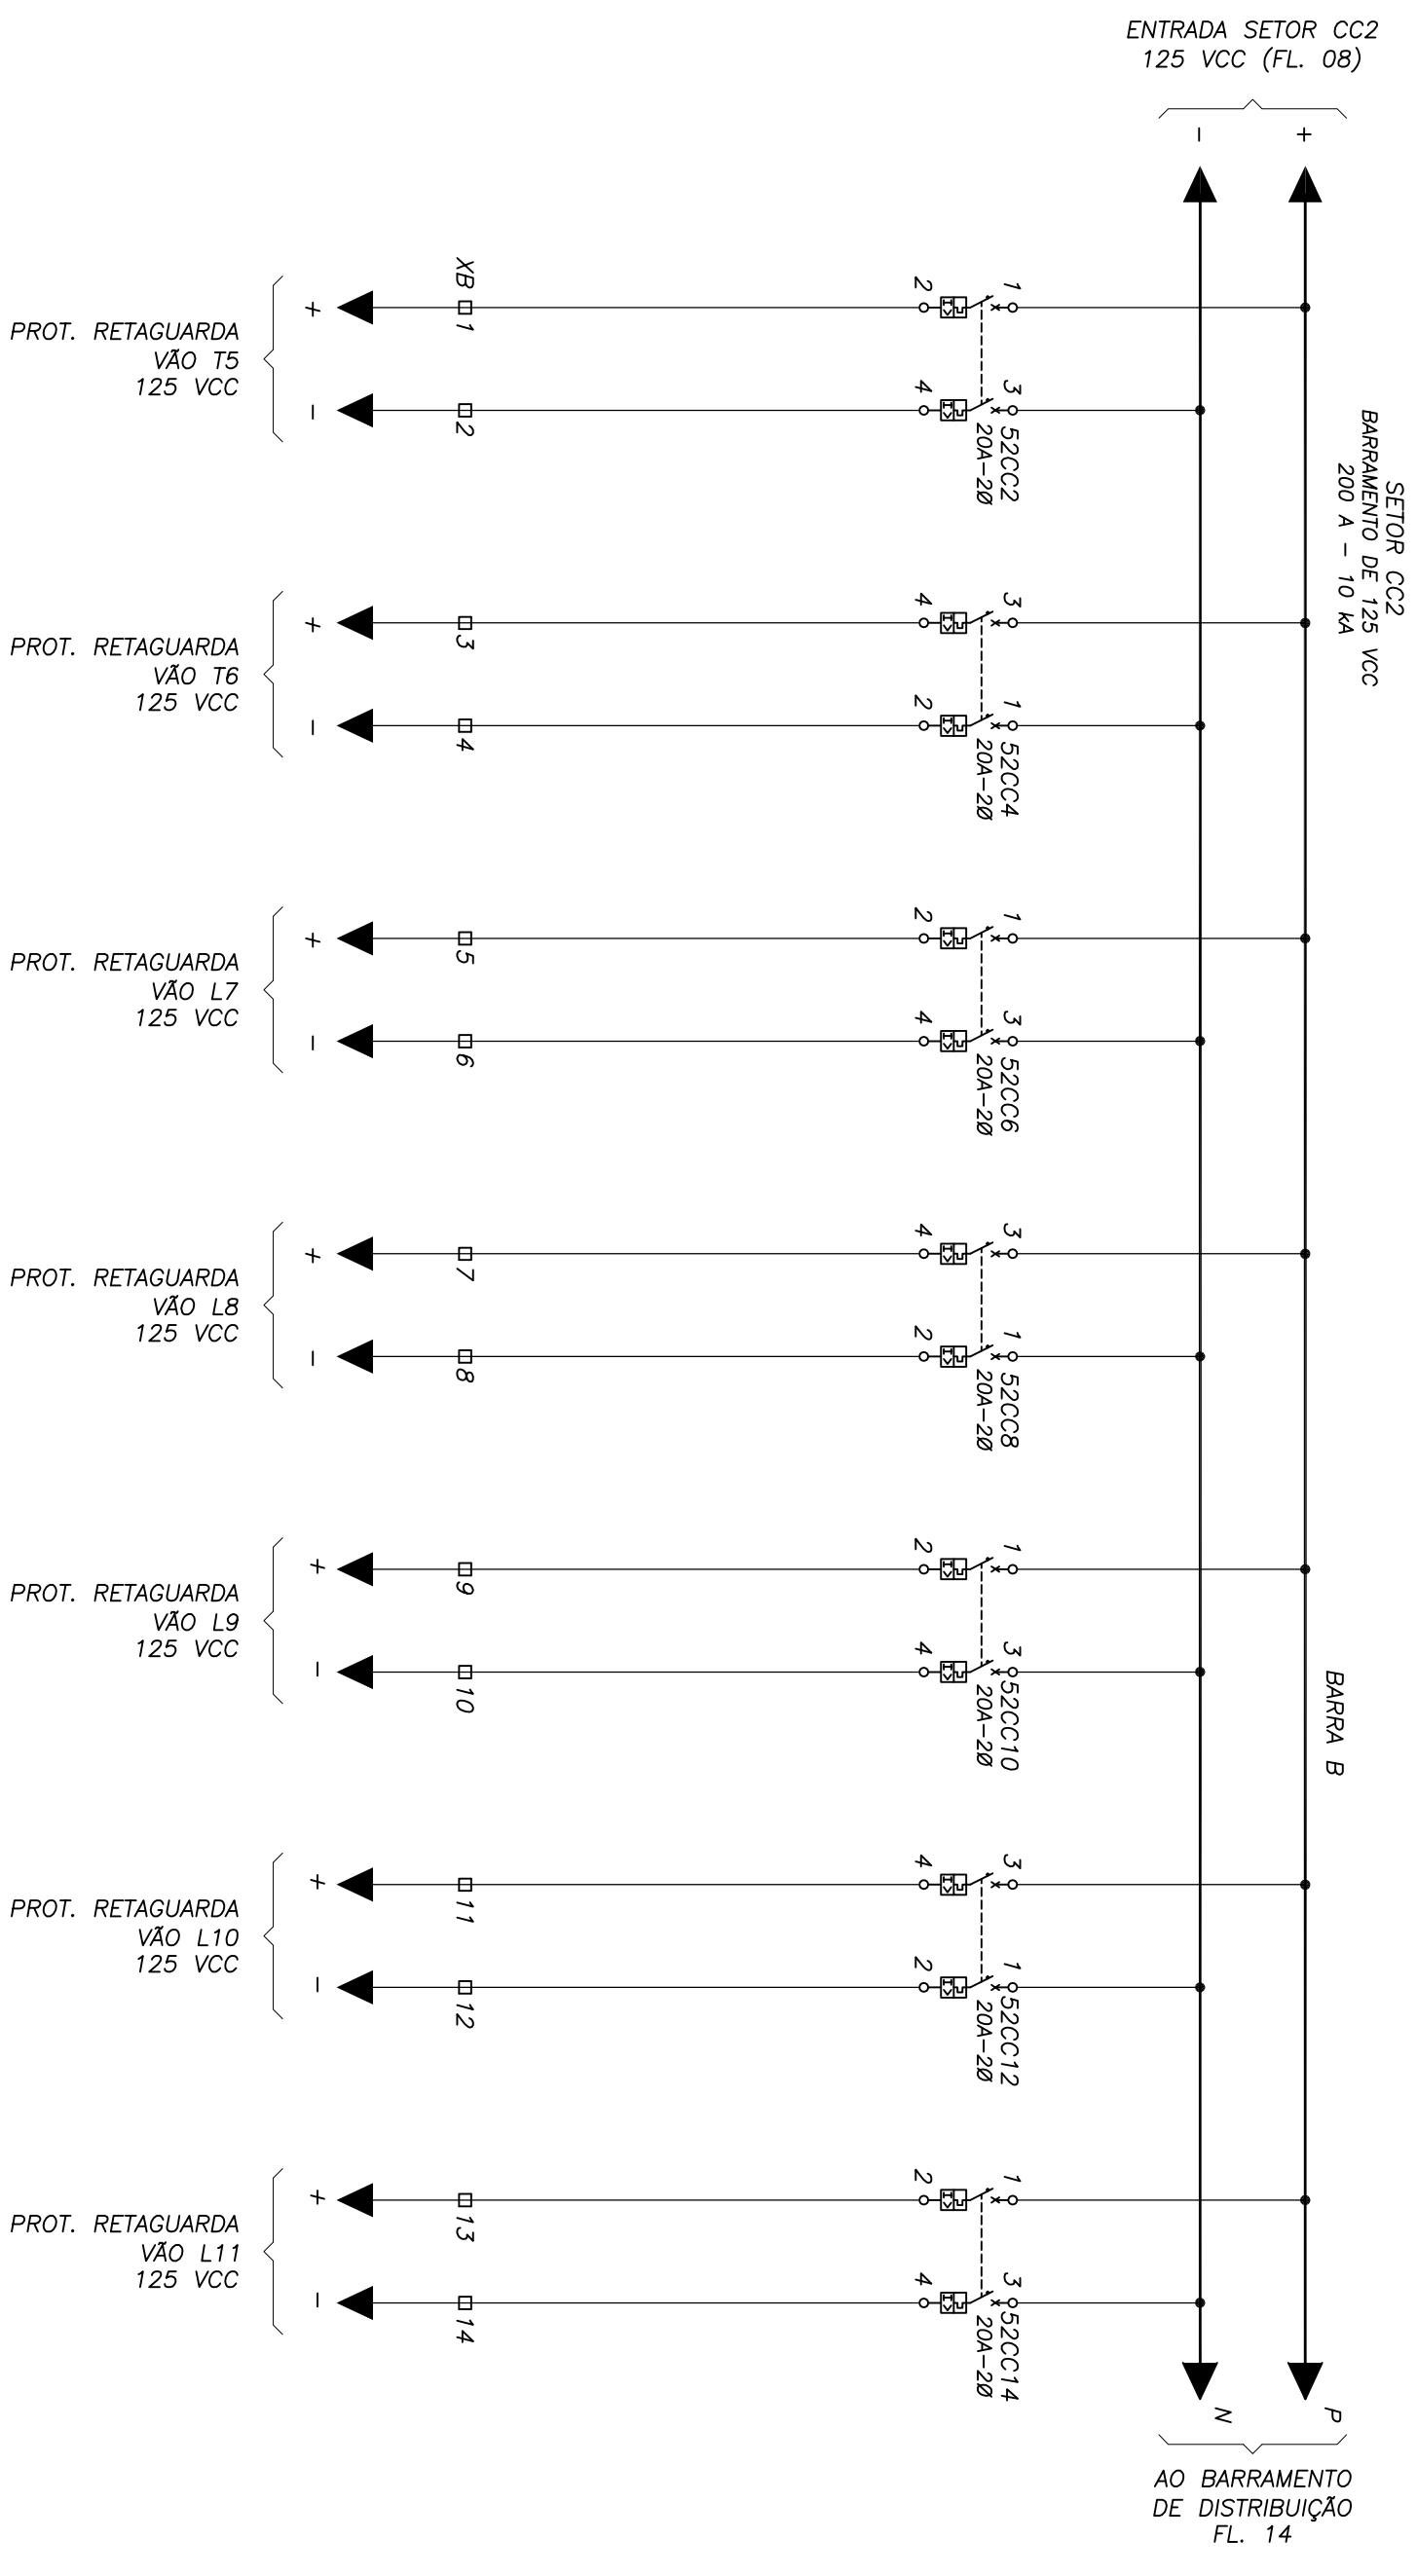 ENTRADA SETOR CC2
125 VCC (FL. 08)
- +
SETOR CC2
BARRAMENTO DE 125 VCC
200 A - 10 kA
BARRA B
XB
1
2
1
+
2
4
3
-
52CC2
20A-2Ø
PROT. RETAGUARDA
VÃO T5
125 VCC
3
4
3
+
4
2
1
-
52CC4
20A-2Ø
PROT. RETAGUARDA
VÃO T6
125 VCC
5
2
1
+
6
4
3
-
52CC6
20A-2Ø
PROT. RETAGUARDA
VÃO L7
125 VCC
7
4
3
+
8
2
1
-
52CC8
20A-2Ø
PROT. RETAGUARDA
VÃO L8
125 VCC
9
2
1
+
10
4
3
-
52CC10
20A-2Ø
PROT. RETAGUARDA
VÃO L9
125 VCC
11
4
3
+
12
2
1
-
52CC12
20A-2Ø
PROT. RETAGUARDA
VÃO L10
125 VCC
13
2
1
+
14
4
3
-
52CC14
20A-2Ø
PROT. RETAGUARDA
VÃO L11
125 VCC
N
P
AO BARRAMENTO
DE DISTRIBUIÇÃO
FL. 14